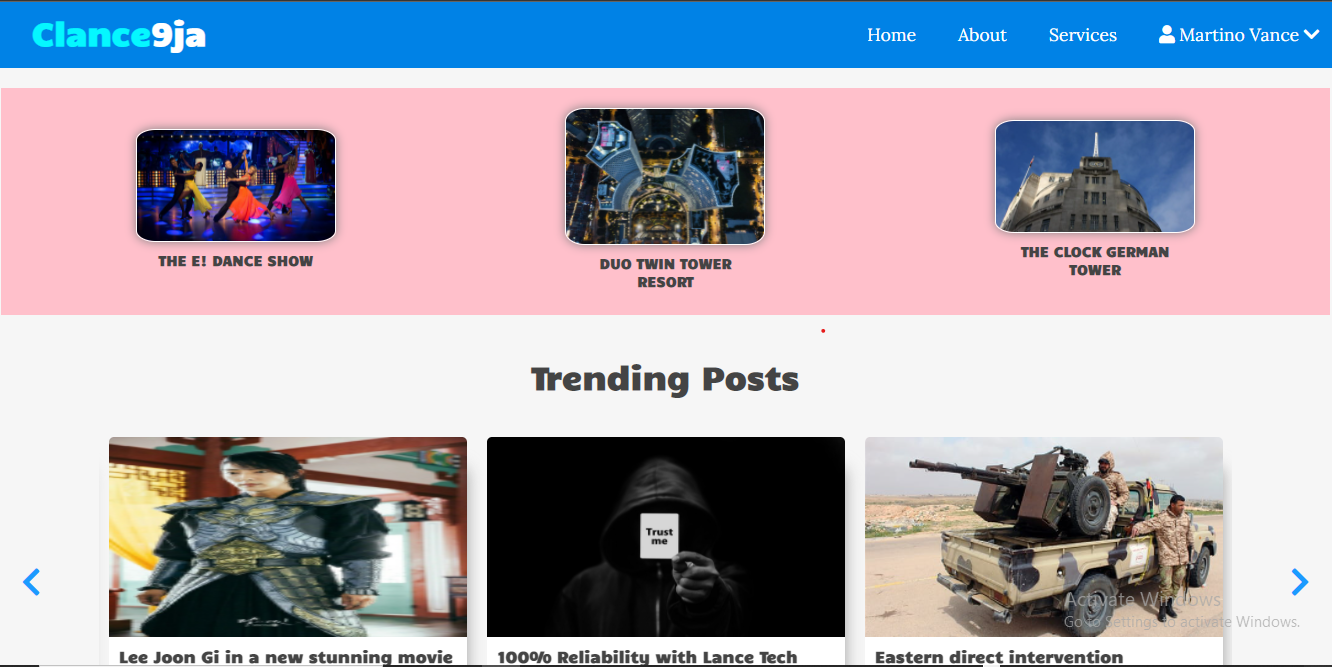 Clance9ja
Home
About
Services
Martino Vance
THE E! DANCE SHOW
DUO TWIN TOWER
RESORT
THE CLOCK GERMAN
TOWER
Trending Posts
Trust
me
Lee Joon Gi in a new stunning movie
100% Reliability with Lance Tech
Eastern direct intervention
Activate Windows
Go to Settings to activate Windows.